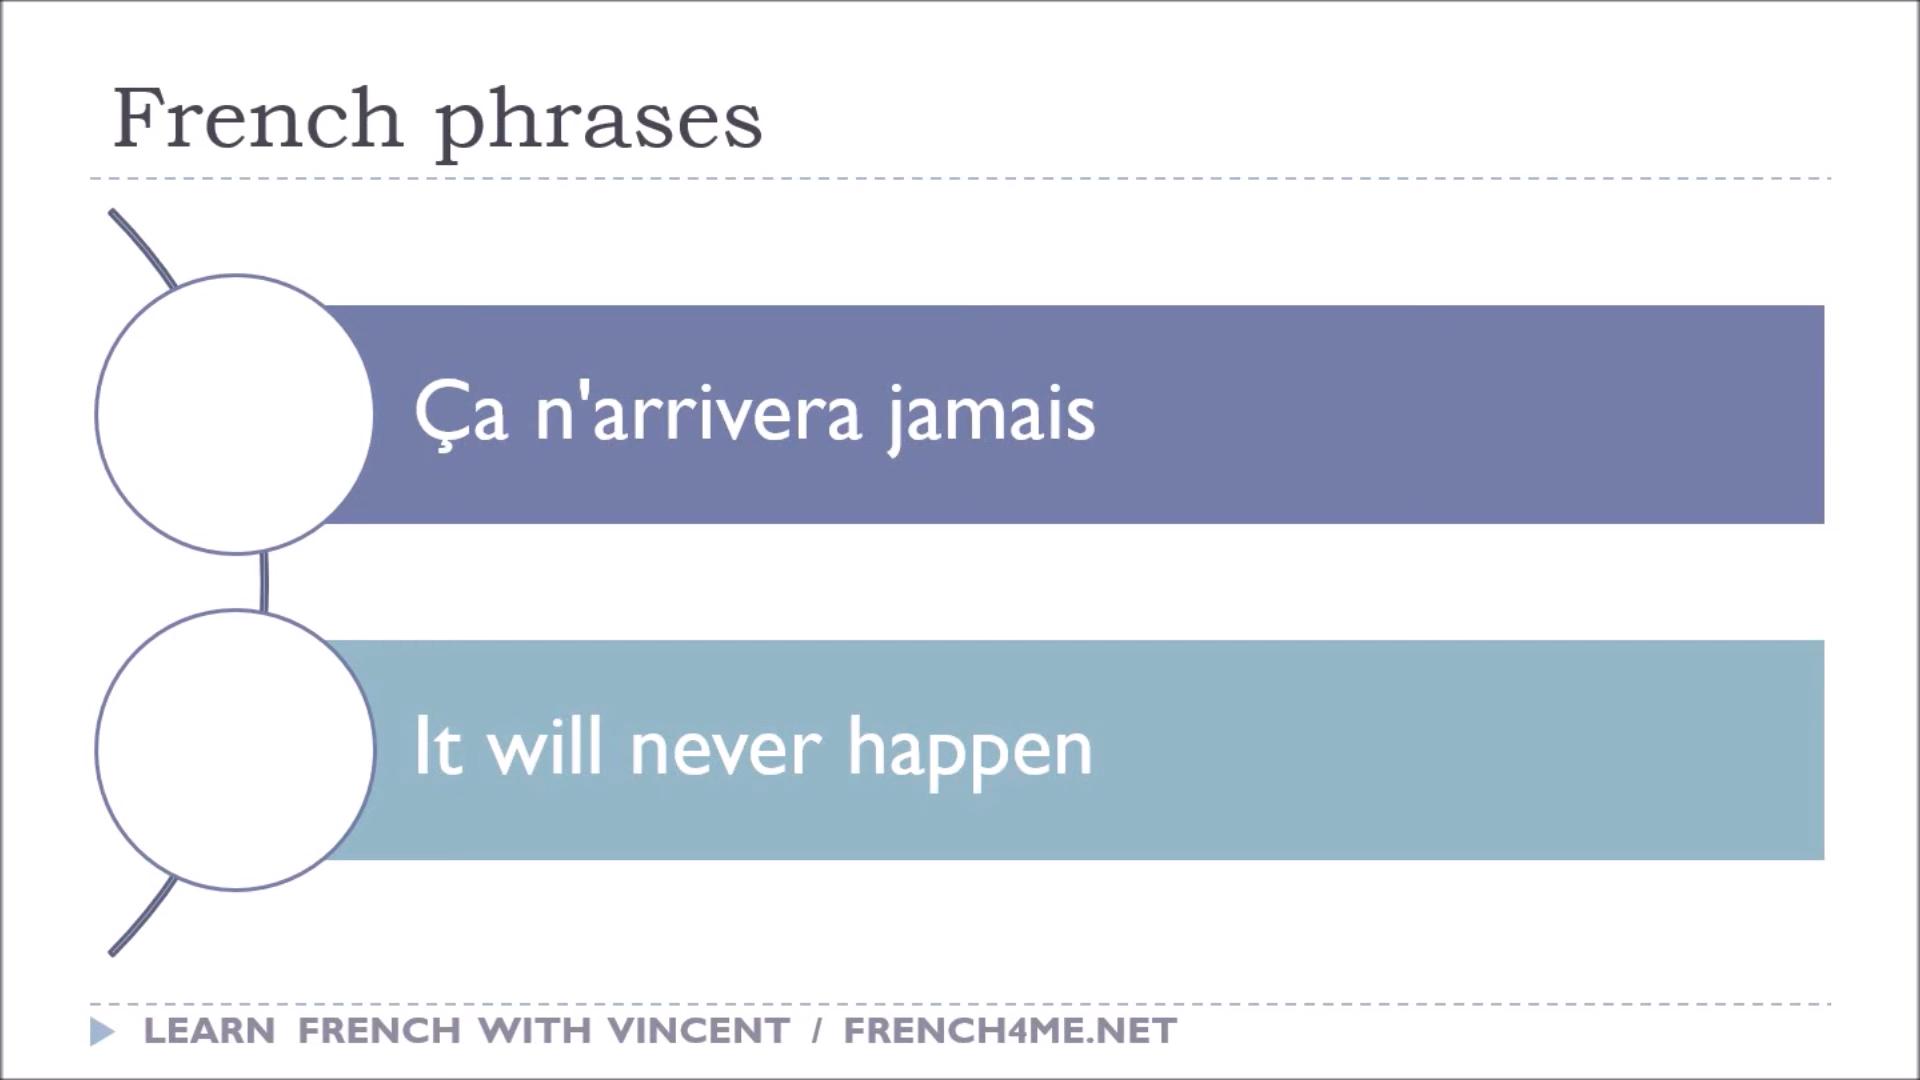 French phrases
Ça n'arrivera jamais
It will never happen
LEARN FRENCH WITH VINCENT / FRENCH4ME.NET